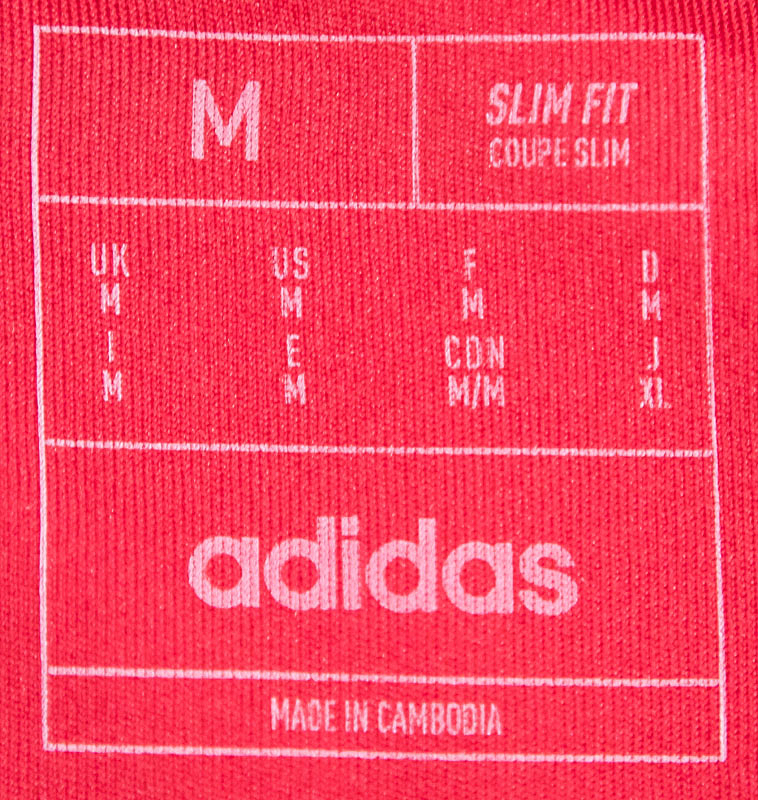 M
SLIM FIT
COUPE SLIM
UK US F D
M M M M
I E CDN J
M M M/M XL
adidas
MADE IN CAMBODIA